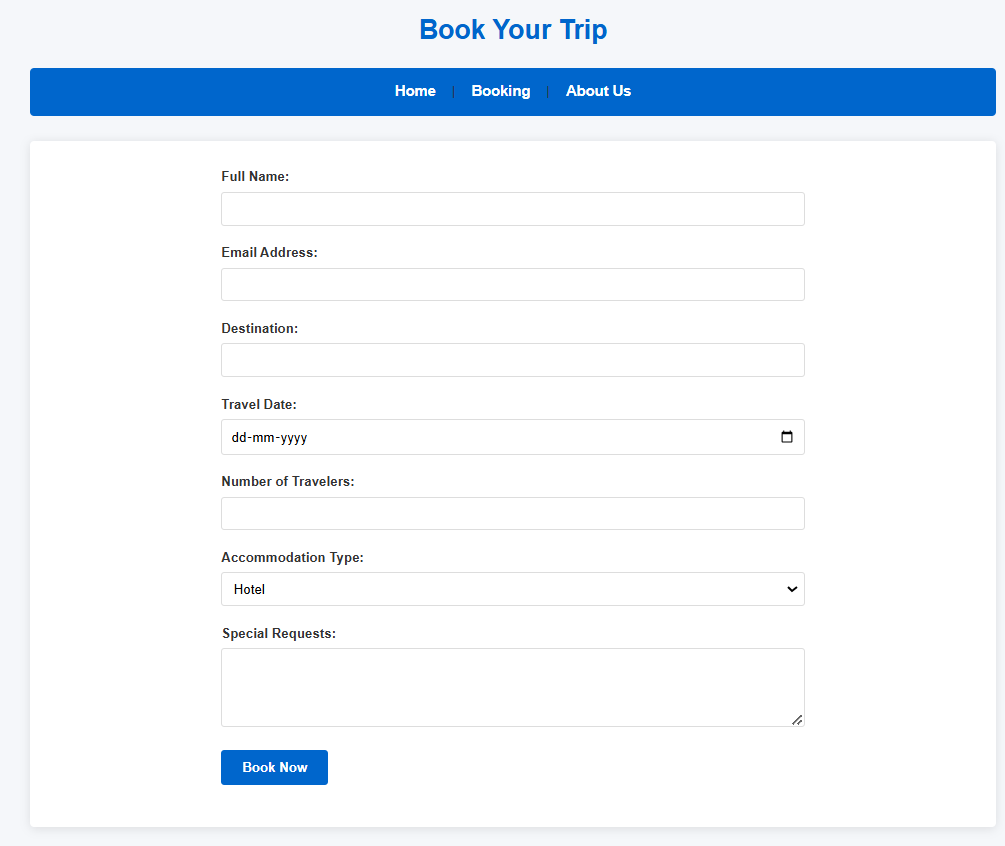 Book Your Trip
Home | Booking | About Us
Full Name:
Email Address:
Destination:
Travel Date:
dd-mm-yyyy
Number of Travelers:
Accommodation Type:
Hotel
Special Requests:
Book Now